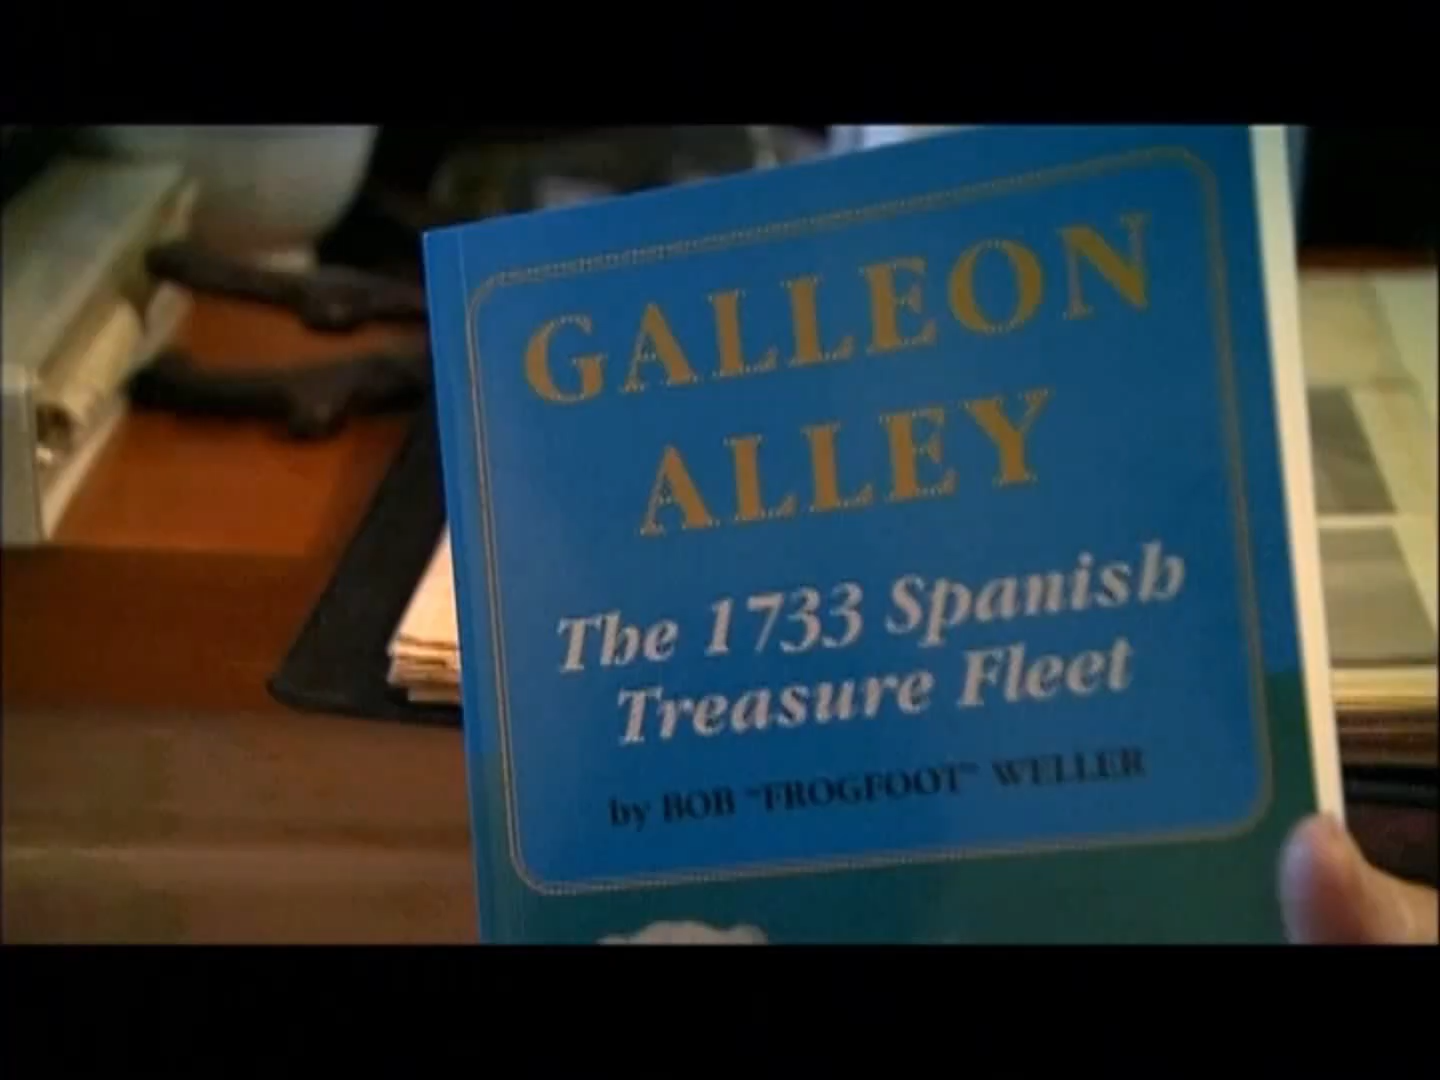 GALLEON
ALLEY
The 1733 Spanish
Treasure Fleet
by BOB "FROGFOOT" WELLER